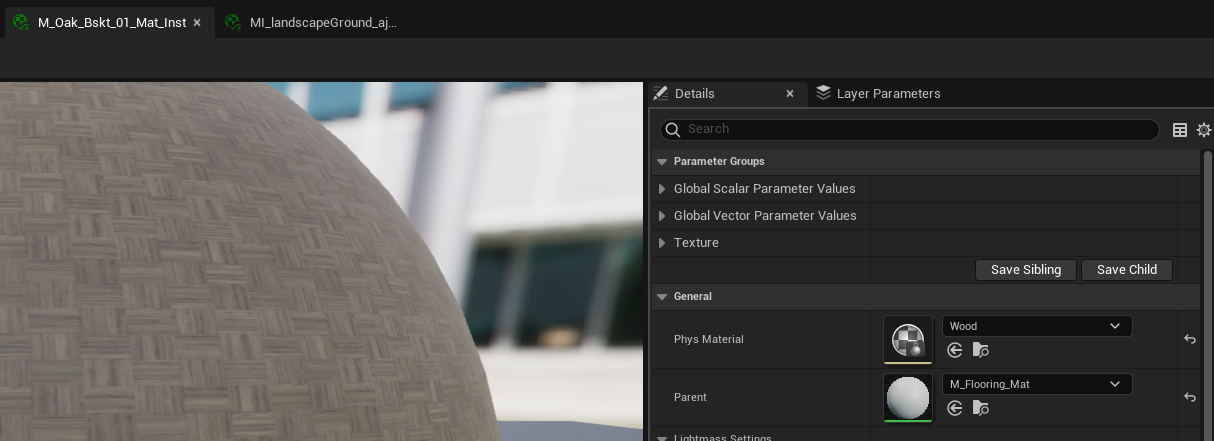 M_Oak_Bskt_01_Mat_Inst
MI_landscapeGround_aj...
Details
Layer Parameters
Search
Parameter Groups
Global Scalar Parameter Values
Global Vector Parameter Values
Texture
Save Sibling
Save Child
General
Phys Material
Wood
Parent
M_Flooring_Mat
Lightmass Settings